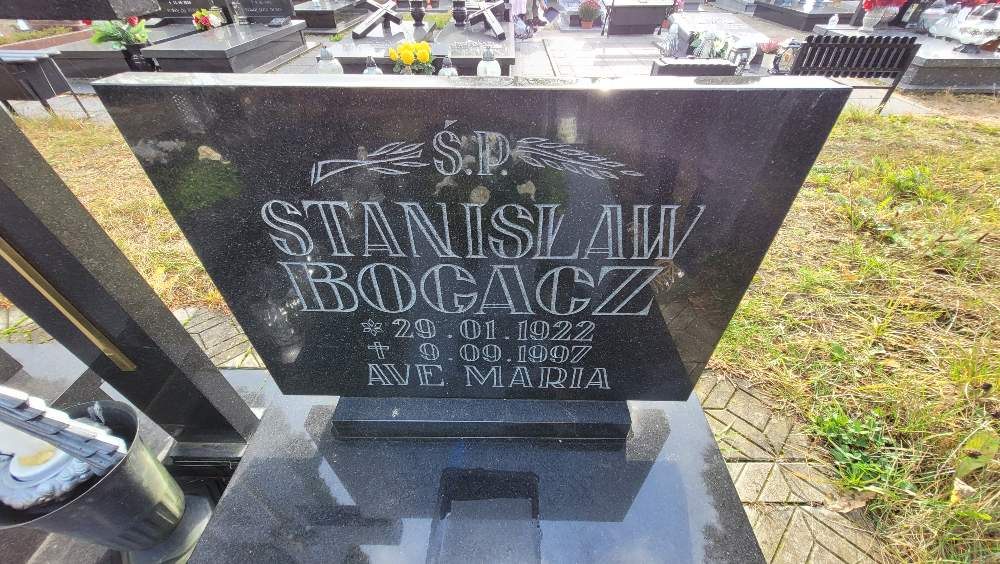 Ś.P.
STANISŁAW
BOGACZ
29.01.1922
9.09.1997
AVE MARIA